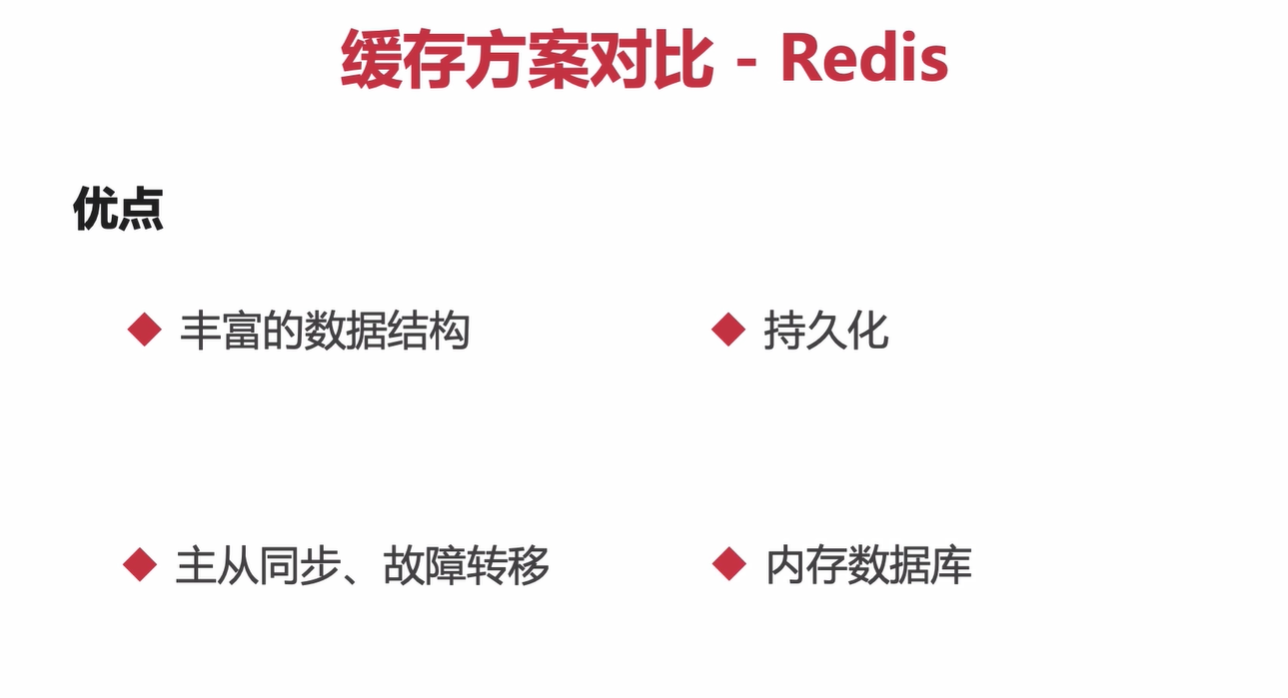 缓存方案对比 - Redis
优点
丰富的数据结构
持久化
主从同步、故障转移
内存数据库